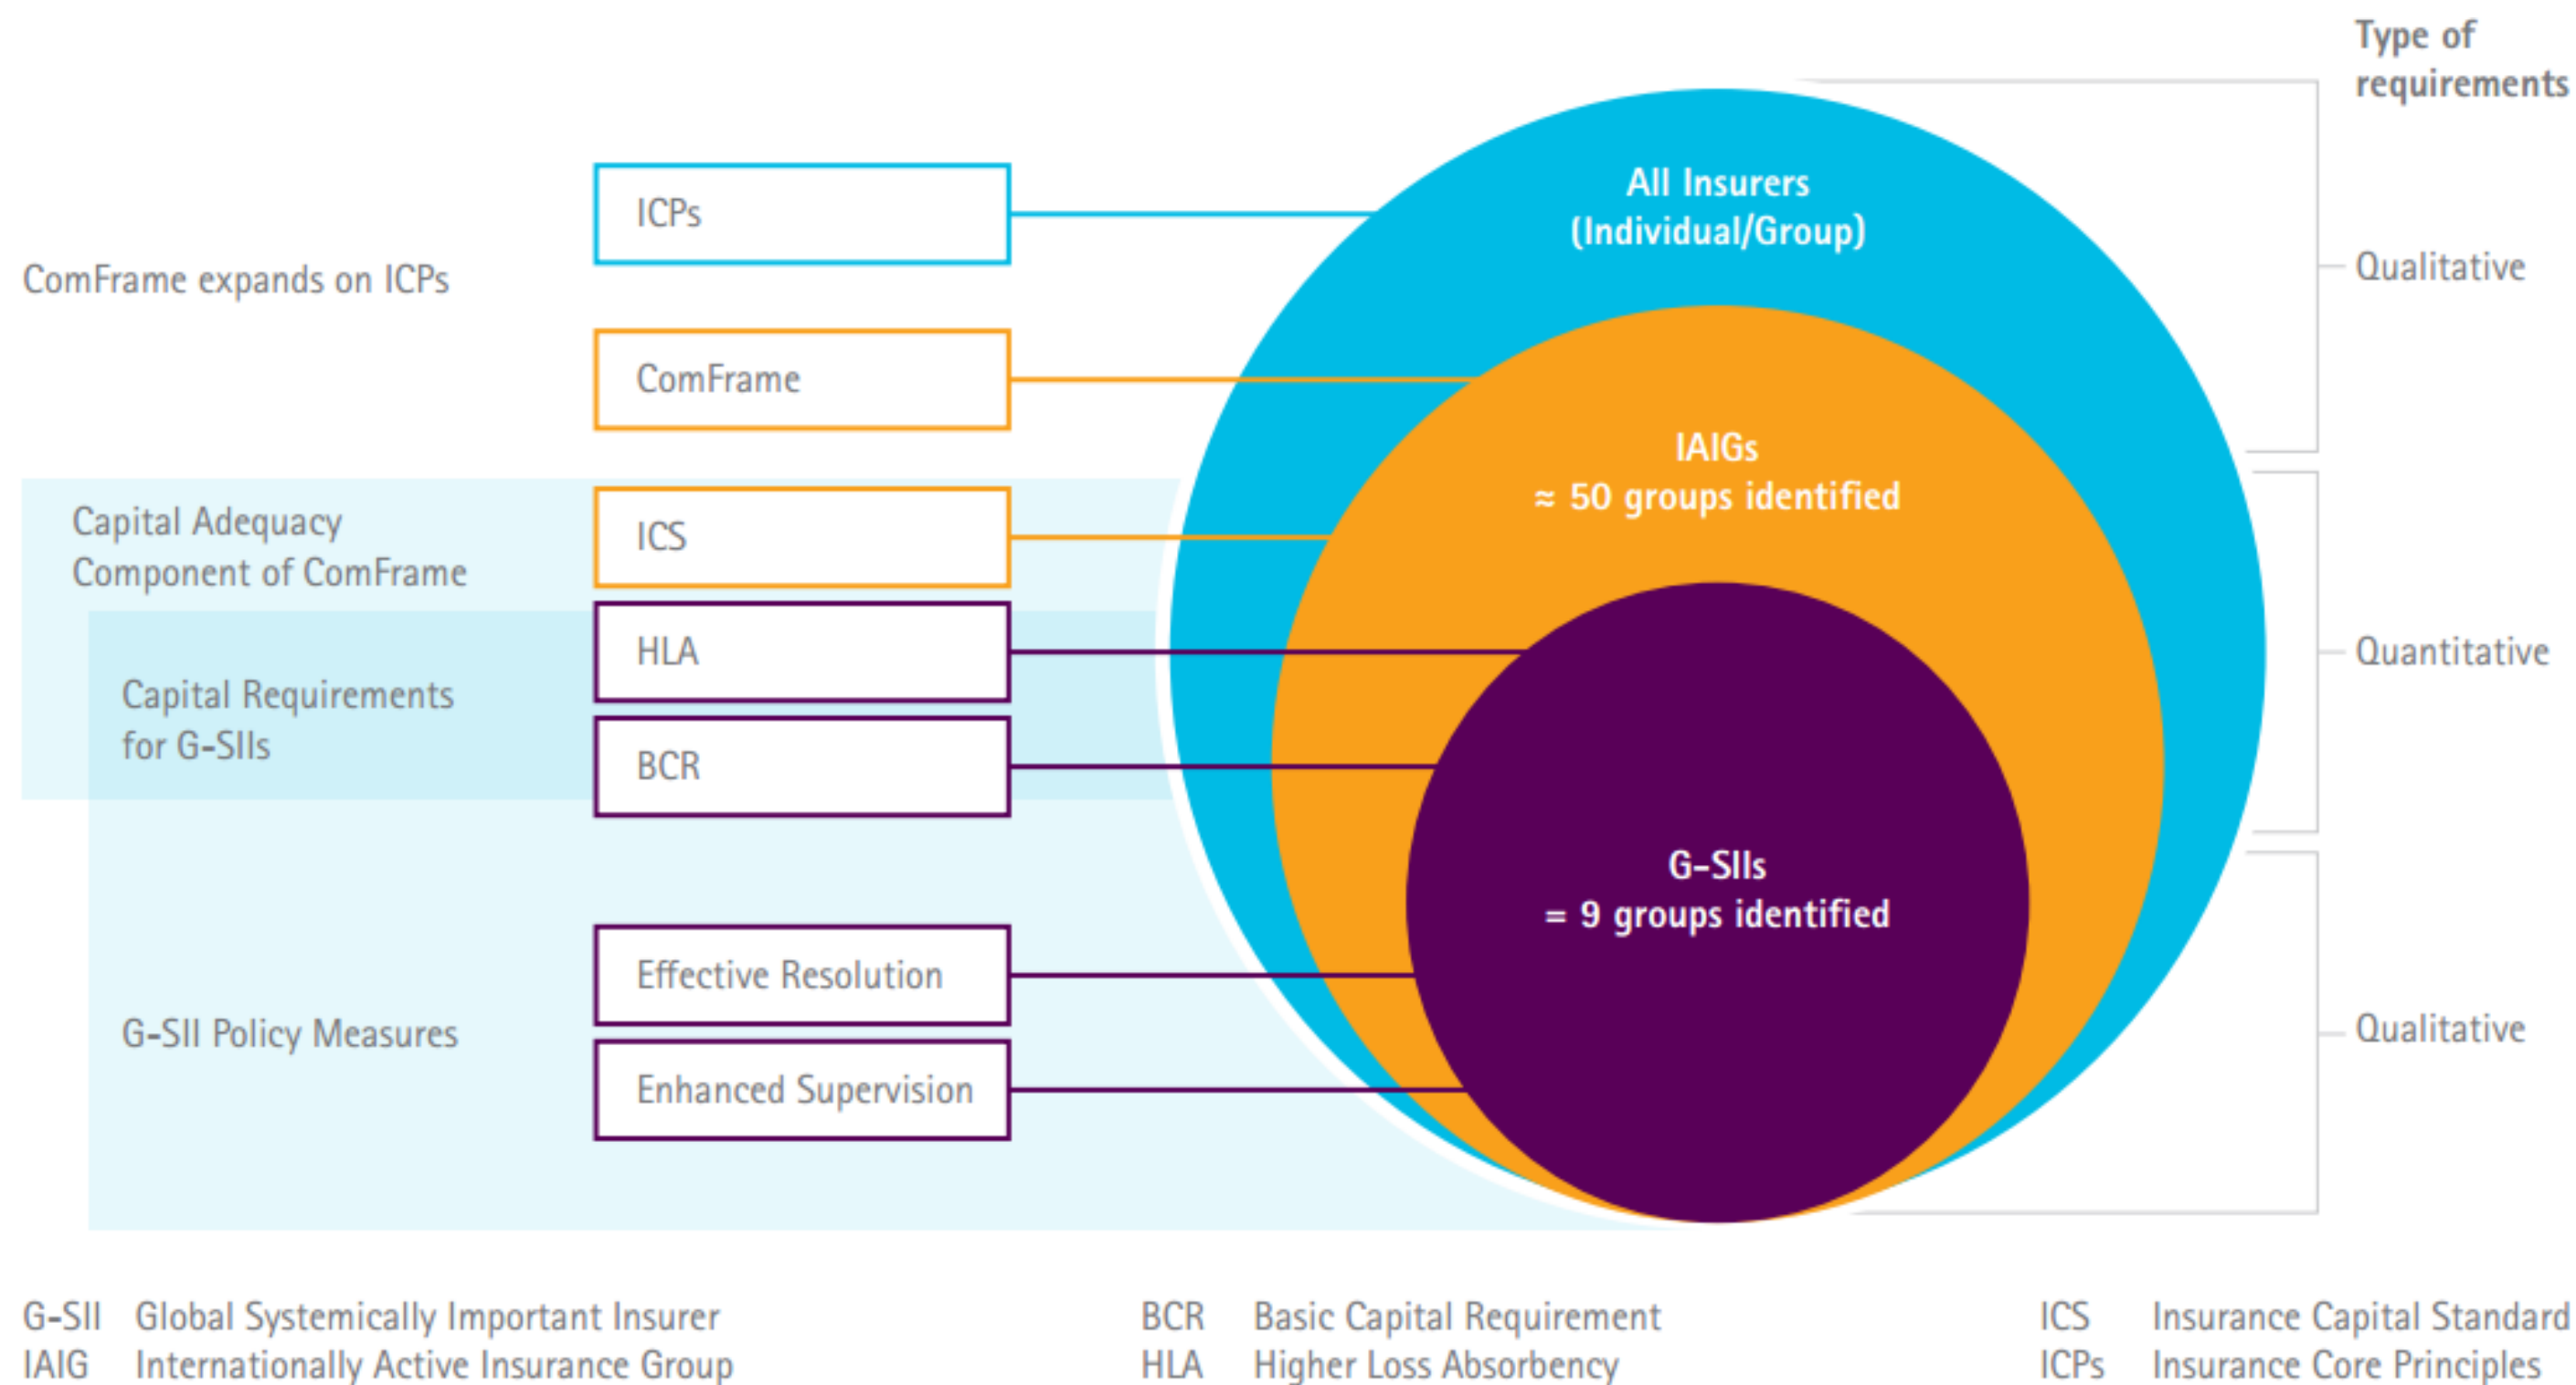 Type of
requirements
ICPs
All Insurers
(Individual/Group)
ComFrame expands on ICPs
Qualitative
ComFrame
IAIGs
≈ 50 groups identified
Capital Adequacy
Component of ComFrame
ICS
HLA
Quantitative
Capital Requirements
for G-SIIs
BCR
G-SIIs
= 9 groups identified
Effective Resolution
G-SII Policy Measures
Qualitative
Enhanced Supervision
G-SII Global Systemically Important Insurer
IAIG Internationally Active Insurance Group
BCR Basic Capital Requirement
HLA Higher Loss Absorbency
ICS Insurance Capital Standard
ICPs Insurance Core Principles